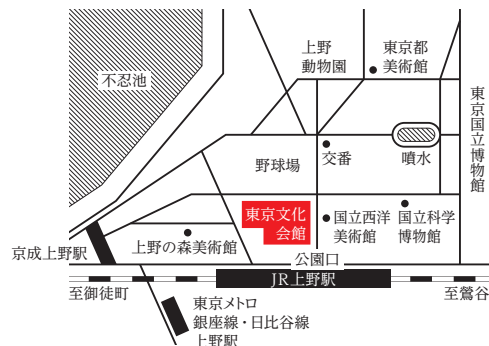 上野
動物園
東京都
美術館
不忍池
東京国立博物館
交番
噴水
野球場
東京文化
会館
国立西洋
美術館
国立科学
博物館
京成上野駅
上野の森美術館
公園口
JR上野駅
至御徒町
至鶯谷
東京メトロ
銀座線・日比谷線
上野駅